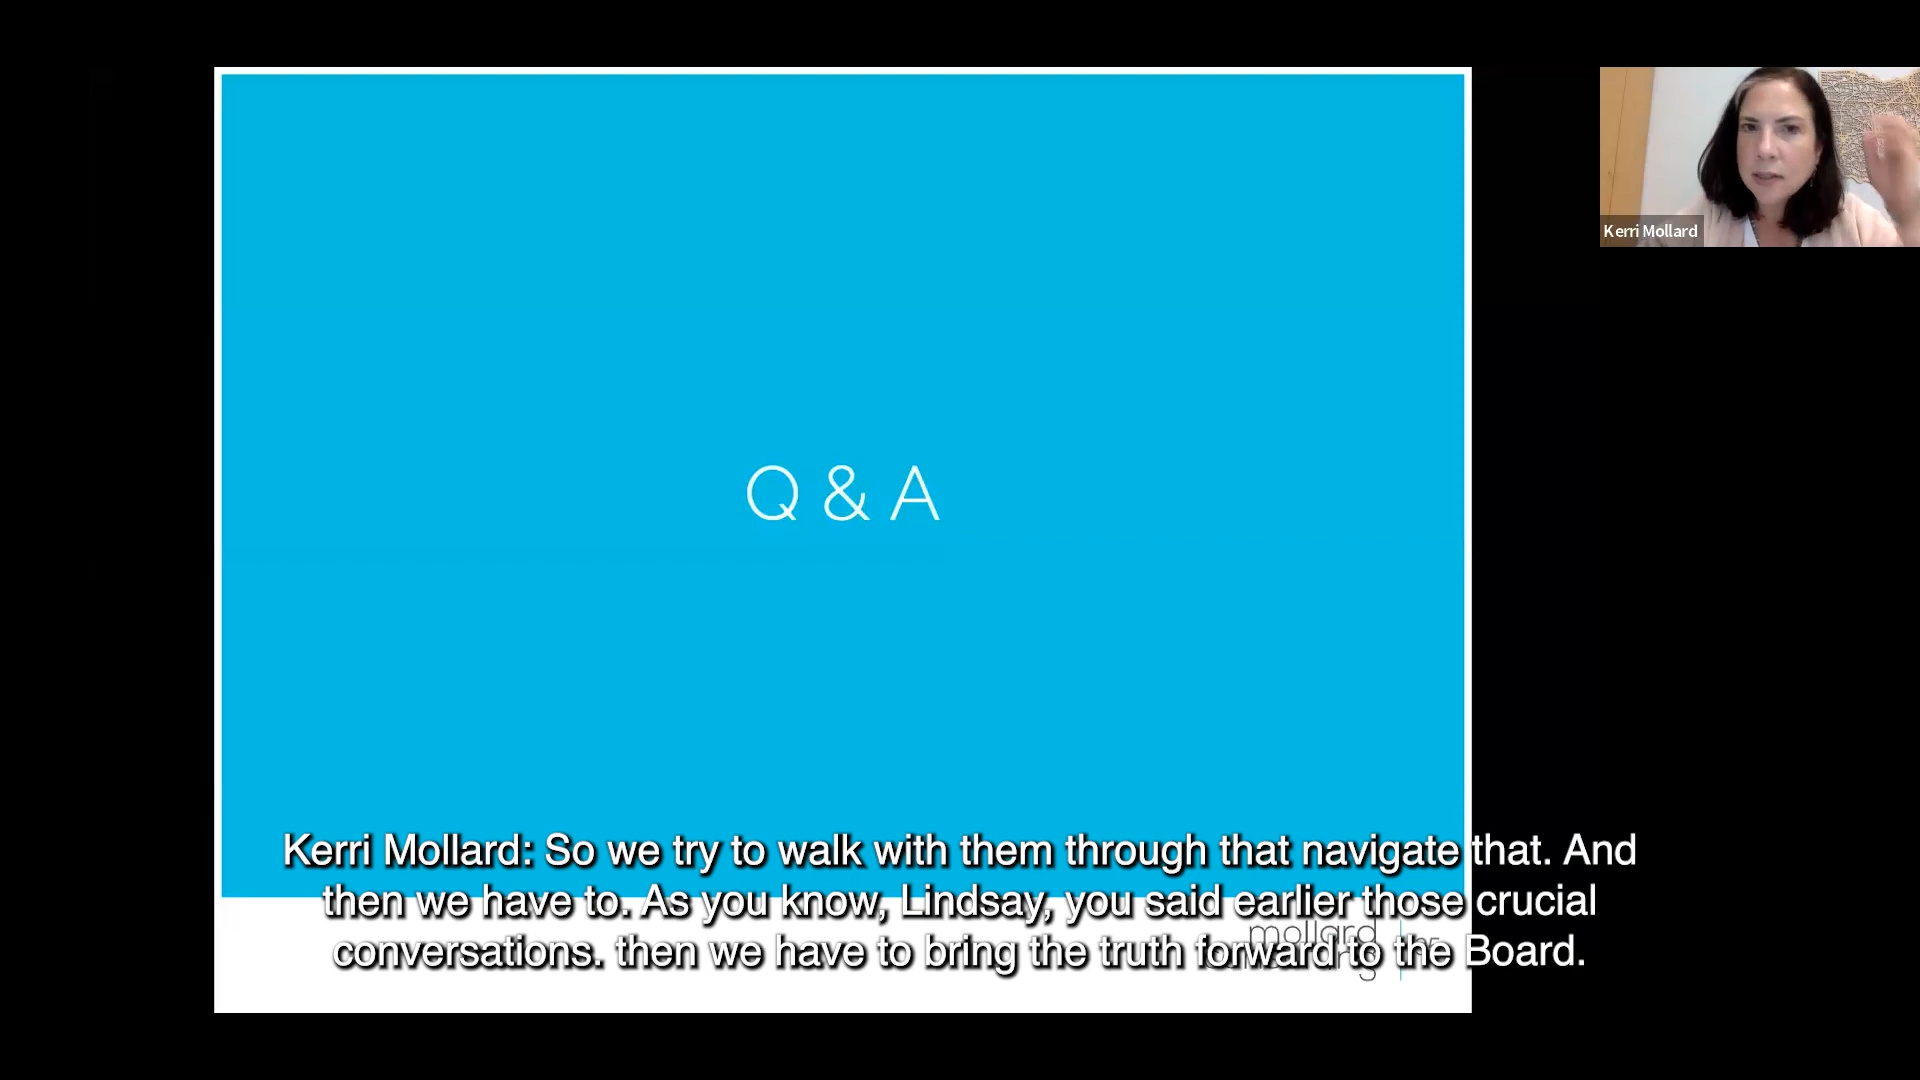 Kerri Mollard
Q & A
Kerri Mollard: So we try to walk with them through that navigate that. And
then we have to. As you know, Lindsay, you said earlier those crucial
conversations. then we have to bring the truth forward to the Board.
mollard